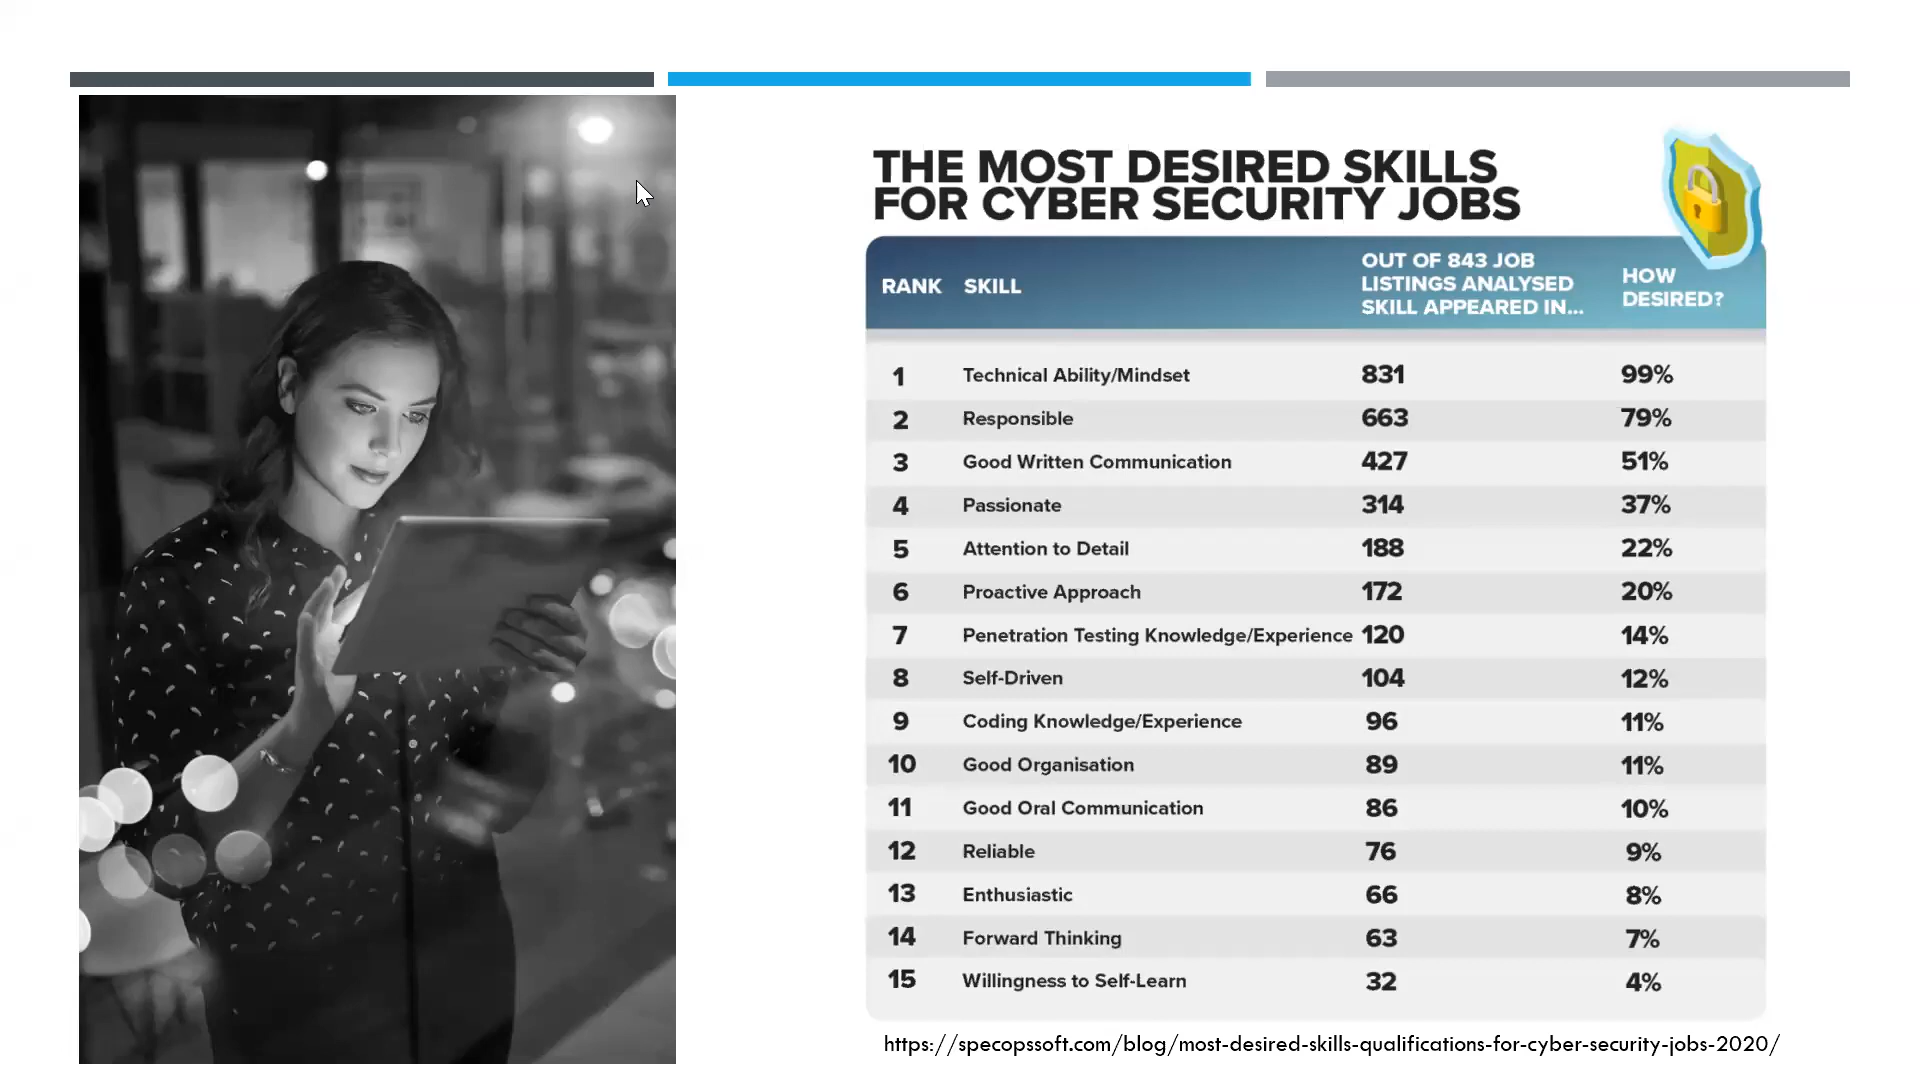 THE MOST DESIRED SKILLS
FOR CYBER SECURITY JOBS
RANK SKILL OUT OF 843 JOB LISTINGS ANALYSED SKILL APPEARED IN... HOW DESIRED?
1 Technical Ability/Mindset 831 99%
2 Responsible 663 79%
3 Good Written Communication 427 51%
4 Passionate 314 37%
5 Attention to Detail 188 22%
6 Proactive Approach 172 20%
7 Penetration Testing Knowledge/Experience 120 14%
8 Self-Driven 104 12%
9 Coding Knowledge/Experience 96 11%
10 Good Organisation 89 11%
11 Good Oral Communication 86 10%
12 Reliable 76 9%
13 Enthusiastic 66 8%
14 Forward Thinking 63 7%
15 Willingness to Self-Learn 32 4%
https://specopssoft.com/blog/most-desired-skills-qualifications-for-cyber-security-jobs-2020/